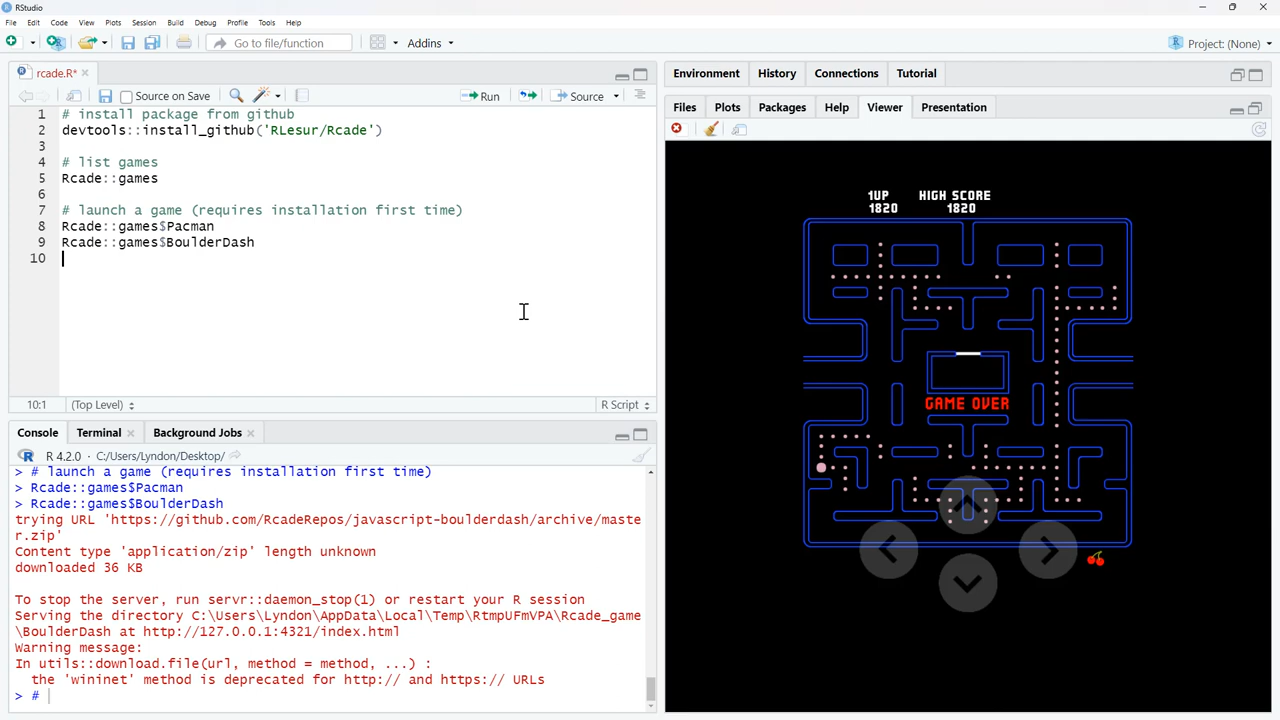 RStudio
File Edit Code View Plots Session Build Debug Profile Tools Help
Go to file/function Addins Project: (None)
rcade.R*
Source on Save Run Source
1 # install package from github
2 devtools::install_github('RLesur/Rcade')
3
4 # list games
5 Rcade::games
6
7 # launch a game (requires installation first time)
8 Rcade::games$Pacman
9 Rcade::games$BoulderDash
10
10:1 (Top Level) R Script
Console Terminal Background Jobs
R 4.2.0 · C:/Users/Lyndon/Desktop/
> # launch a game (requires installation first time)
> Rcade::games$Pacman
> Rcade::games$BoulderDash
trying URL 'https://github.com/RcadeRepos/javascript-boulderdash/archive/maste
r.zip'
Content type 'application/zip' length unknown
downloaded 36 KB
To stop the server, run servr::daemon_stop(1) or restart your R session
Serving the directory C:\Users\Lyndon\AppData\Local\Temp\RtmpUFmVPA\Rcade_game
\BoulderDash at http://127.0.0.1:4321/index.html
Warning message:
In utils::download.file(url, method = method, ...) :
the 'wininet' method is deprecated for http:// and https:// URLs
> #
Environment History Connections Tutorial
Files Plots Packages Help Viewer Presentation
1UP HIGH SCORE
1820 1820
GAME OVER